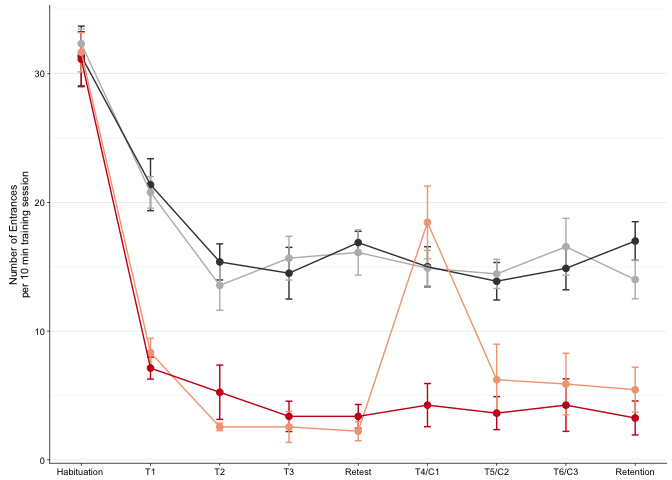 Number of Entrances
per 10 min training session
30
20
10
0
Habituation
T1
T2
T3
Retest
T4/C1
T5/C2
T6/C3
Retention